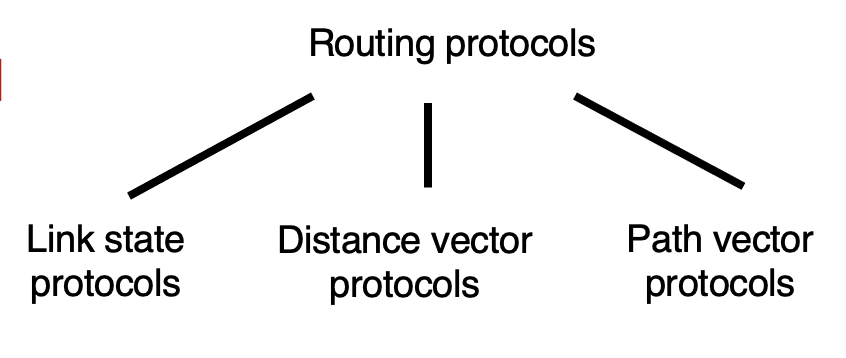 Routing protocols
Link state
protocols
Distance vector
protocols
Path vector
protocols